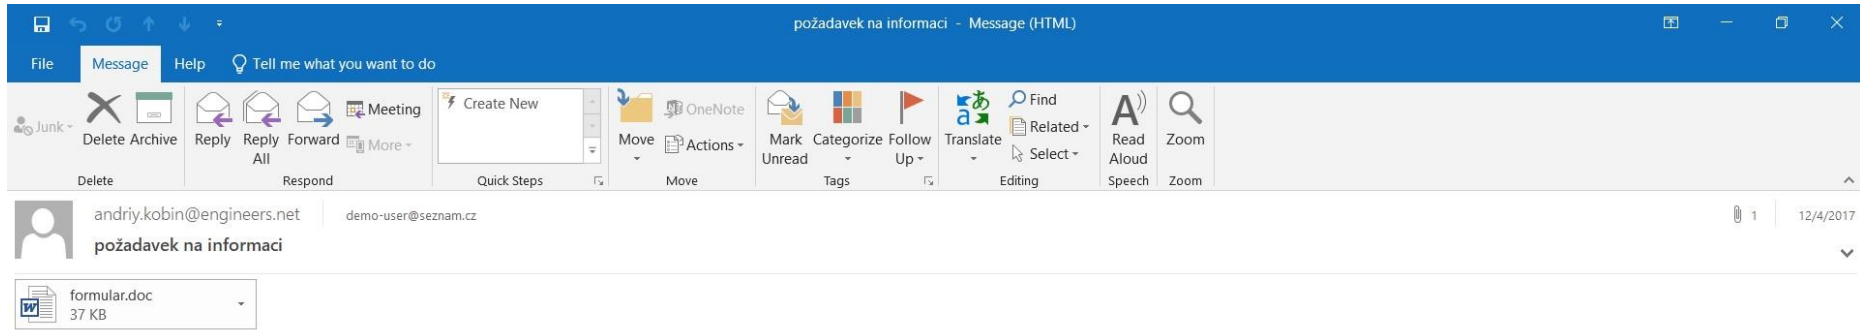 požadavek na informaci - Message (HTML)
File Message Help Tell me what you want to do
Junk
Delete Archive
Reply Reply All Forward
Meeting
More
Create New
Move
OneNote
Actions
Mark Unread Categorize Follow Up
Translate
Find
Related
Select
Read Aloud
Zoom
Delete Respond Quick Steps Move Tags Editing Speech Zoom
andriy.kobin@engineers.net demo-user@seznam.cz 1 12/4/2017
požadavek na informaci
formular.doc
37 KB